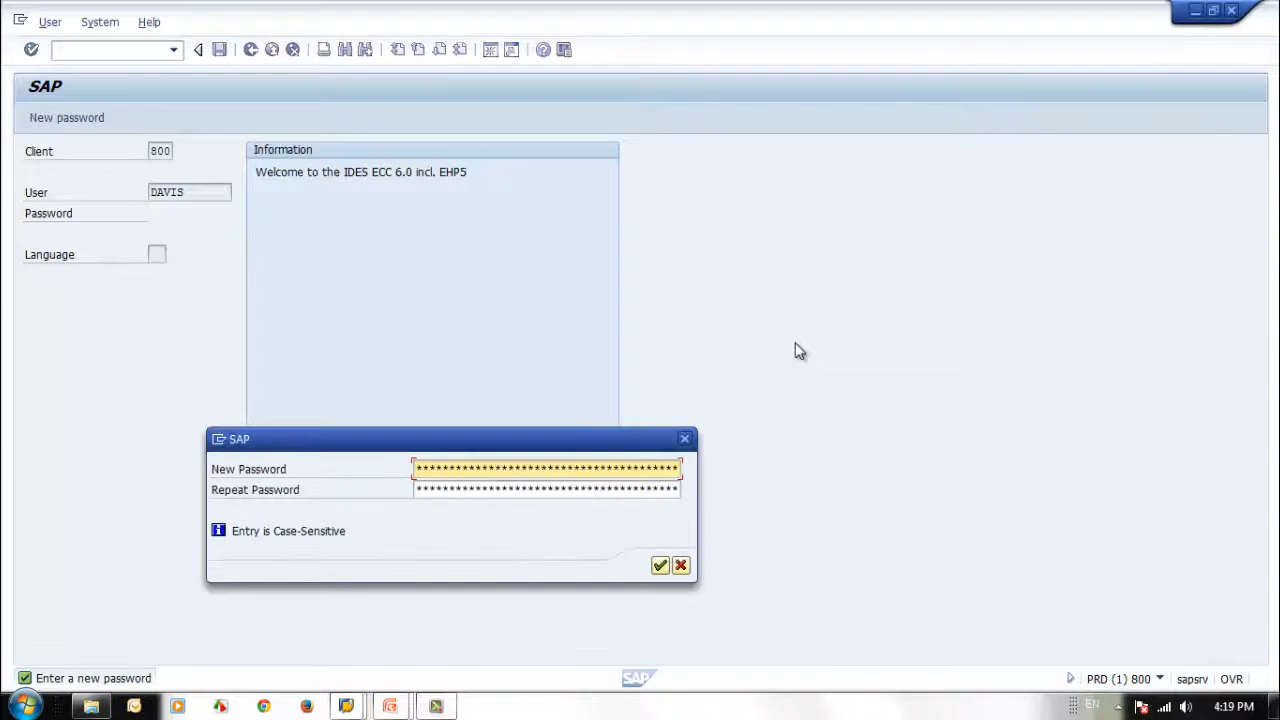 User System Help
SAP
New password
Client 800
Information
Welcome to the IDES ECC 6.0 incl. EHP5
User DAVIS
Password
Language
SAP
New Password ****************************************
Repeat Password ****************************************
Entry is Case-Sensitive
Enter a new password
SAP
PRD (1) 800 sapsrv OVR
EN 4:19 PM